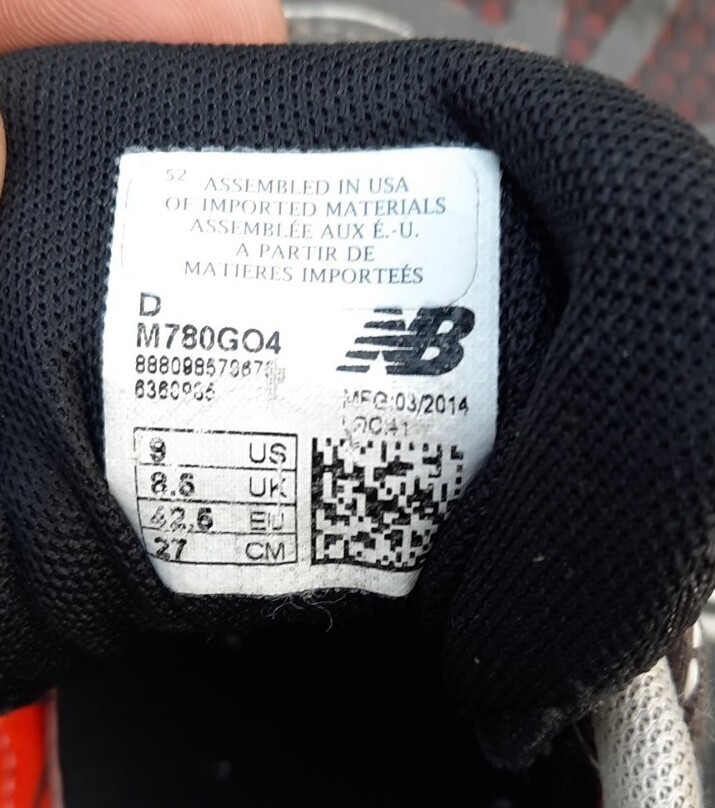 52
ASSEMBLED IN USA
OF IMPORTED MATERIALS
ASSEMBLÉE AUX É.-U.
A PARTIR DE
MATIERES IMPORTEÉS
D
M780GO4
NB
MFG:03/2014
9 US
8.5 UK
42.5 EU
27 CM